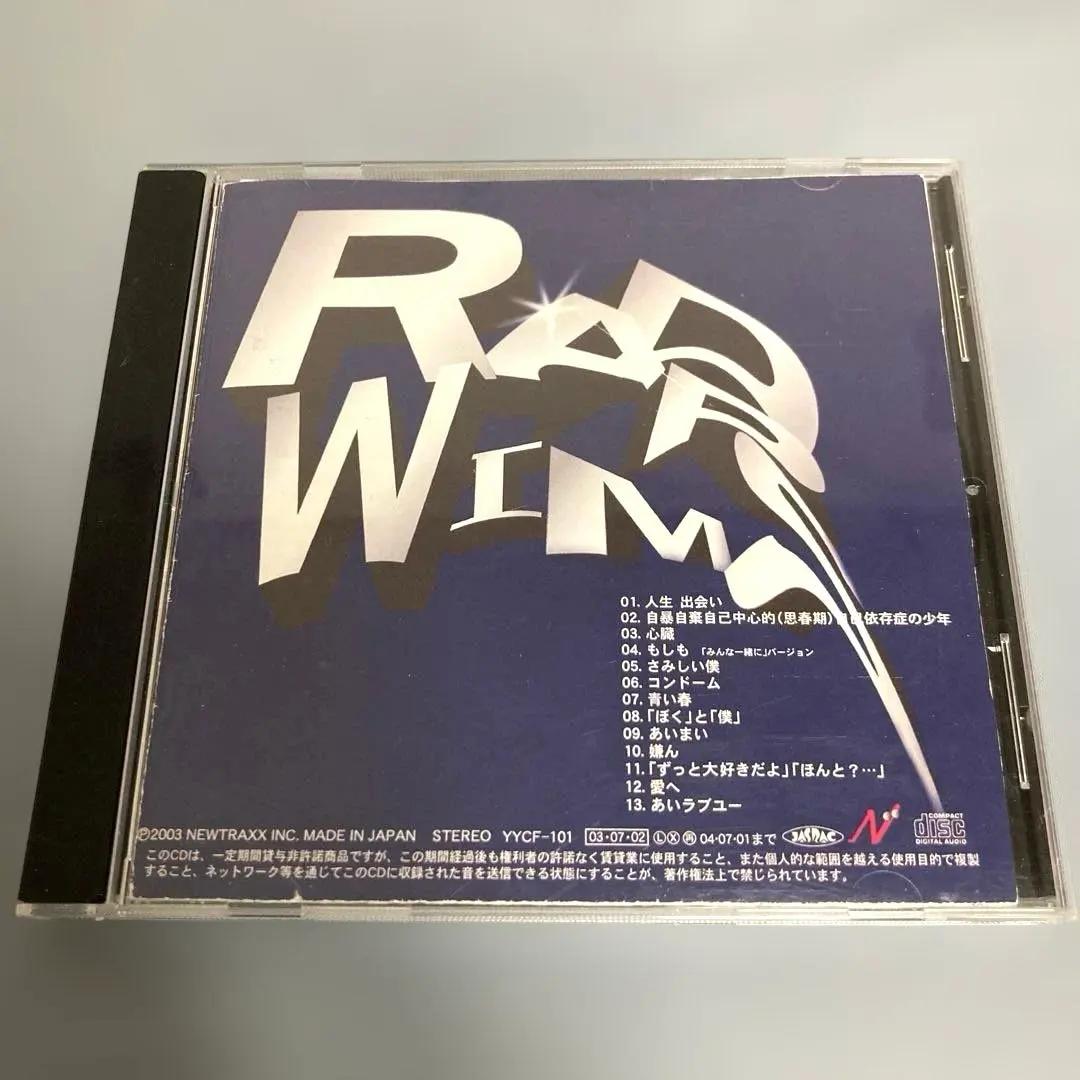 RADWIMPS
01. 人生 出会い
02. 自暴自棄自己中心的(思春期)自己依存症の少年
03. 心臓
04. もしも 「みんな一緒に」バージョン
05. さみしい僕
06. コンドーム
07. 青い春
08.「ぼく」と「僕」
09. あいまい
10. 嫌ん
11.「ずっと大好きだよ」「ほんと?…」
12. 愛へ
13. あいラブユー
℗2003 NEWTRAXX INC. MADE IN JAPAN STEREO YYCF-101 03・07・02 Ⓛ Ⓧ ㊕ 04・07・01まで JASRAC N COMPACT disc DIGITAL AUDIO
このCDは、一定期間貸与非許諾商品ですが、この期間経過後も権利者の許諾なく賃貸業に使用すること、また個人的な範囲を越える使用目的で複製
すること、ネットワーク等を通じてこのCDに収録された音を送信できる状態にすることが、著作権法上で禁じられています。